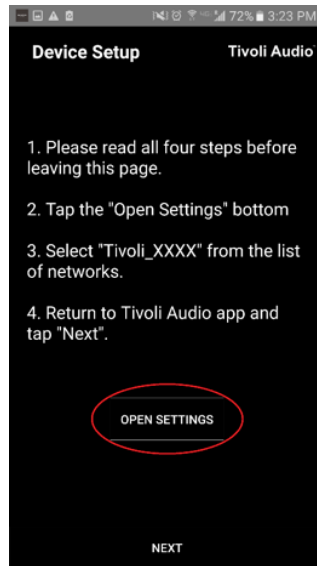 72% 3:23 PM
Device Setup Tivoli Audio
1. Please read all four steps before
leaving this page.
2. Tap the "Open Settings" bottom
3. Select "Tivoli_XXXX" from the list
of networks.
4. Return to Tivoli Audio app and
tap "Next".
OPEN SETTINGS
NEXT